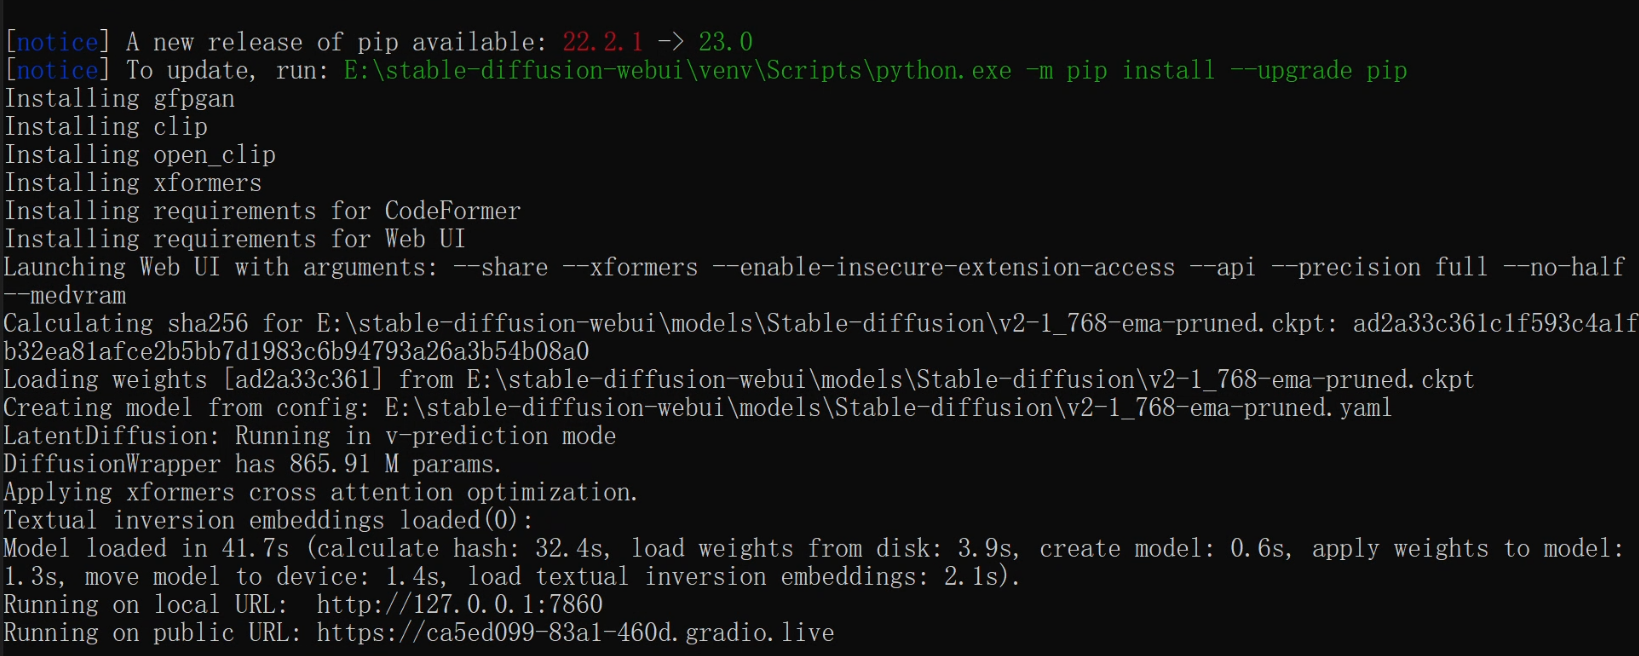 [notice] A new release of pip available: 22.2.1 -> 23.0
[notice] To update, run: E:\stable-diffusion-webui\venv\Scripts\python.exe -m pip install --upgrade pip
Installing gfpgan
Installing clip
Installing open_clip
Installing xformers
Installing requirements for CodeFormer
Installing requirements for Web UI
Launching Web UI with arguments: --share --xformers --enable-insecure-extension-access --api --precision full --no-half
--medvram
Calculating sha256 for E:\stable-diffusion-webui\models\Stable-diffusion\v2-1_768-ema-pruned.ckpt: ad2a33c361c1f593c4a1f
b32ea81afce2b5bb7d1983c6b94793a26a3b54b08a0
Loading weights [ad2a33c361] from E:\stable-diffusion-webui\models\Stable-diffusion\v2-1_768-ema-pruned.ckpt
Creating model from config: E:\stable-diffusion-webui\models\Stable-diffusion\v2-1_768-ema-pruned.yaml
LatentDiffusion: Running in v-prediction mode
DiffusionWrapper has 865.91 M params.
Applying xformers cross attention optimization.
Textual inversion embeddings loaded(0):
Model loaded in 41.7s (calculate hash: 32.4s, load weights from disk: 3.9s, create model: 0.6s, apply weights to model:
1.3s, move model to device: 1.4s, load textual inversion embeddings: 2.1s).
Running on local URL:  http://127.0.0.1:7860
Running on public URL: https://ca5ed099-83a1-460d.gradio.live